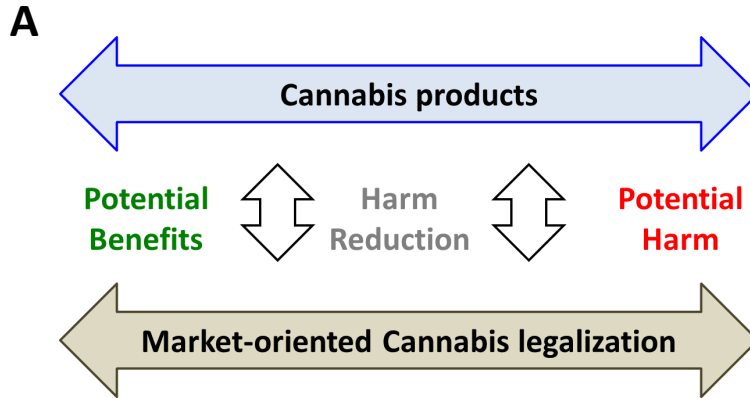 A
Cannabis products
Potential
Benefits
Harm
Reduction
Potential
Harm
Market-oriented Cannabis legalization